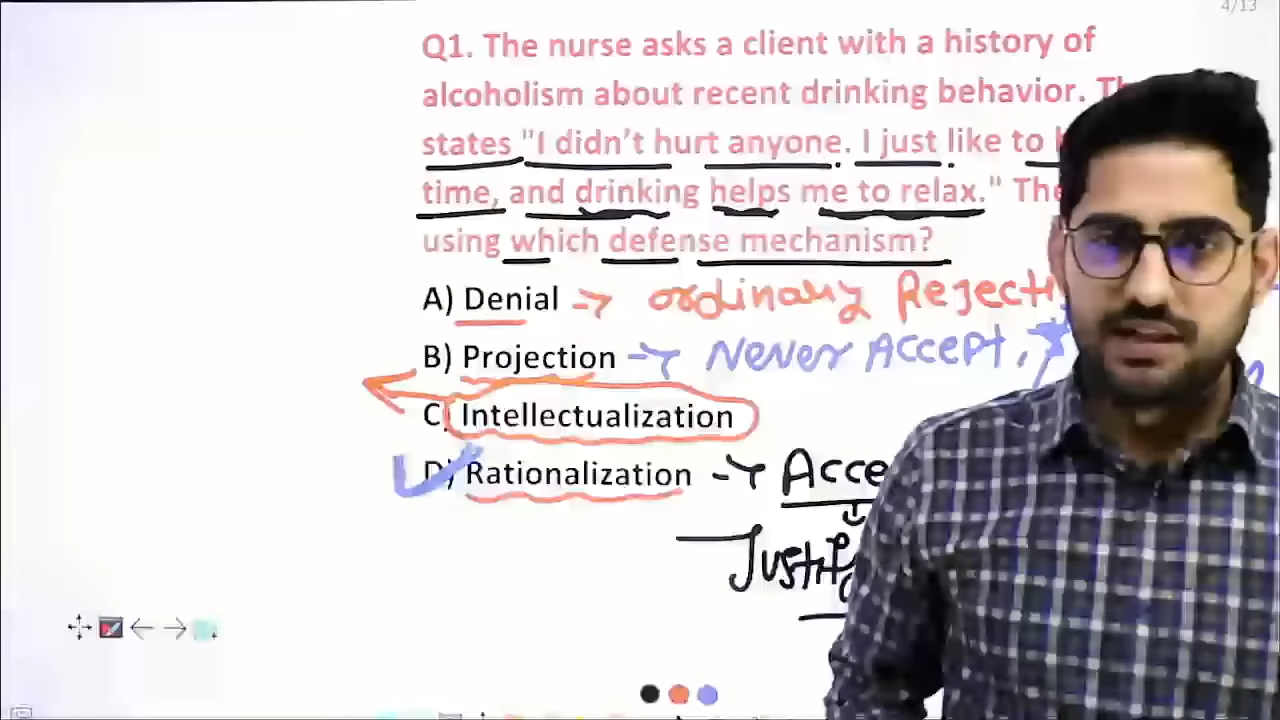 4/13
Q1. The nurse asks a client with a history of
alcoholism about recent drinking behavior.
states "I didn't hurt anyone. I just like to
time, and drinking helps me to relax." The
using which defense mechanism?
A) Denial → ordinary Reject
B) Projection → Never Accept.
C) Intellectualization
D) Rationalization → Acce
Justif